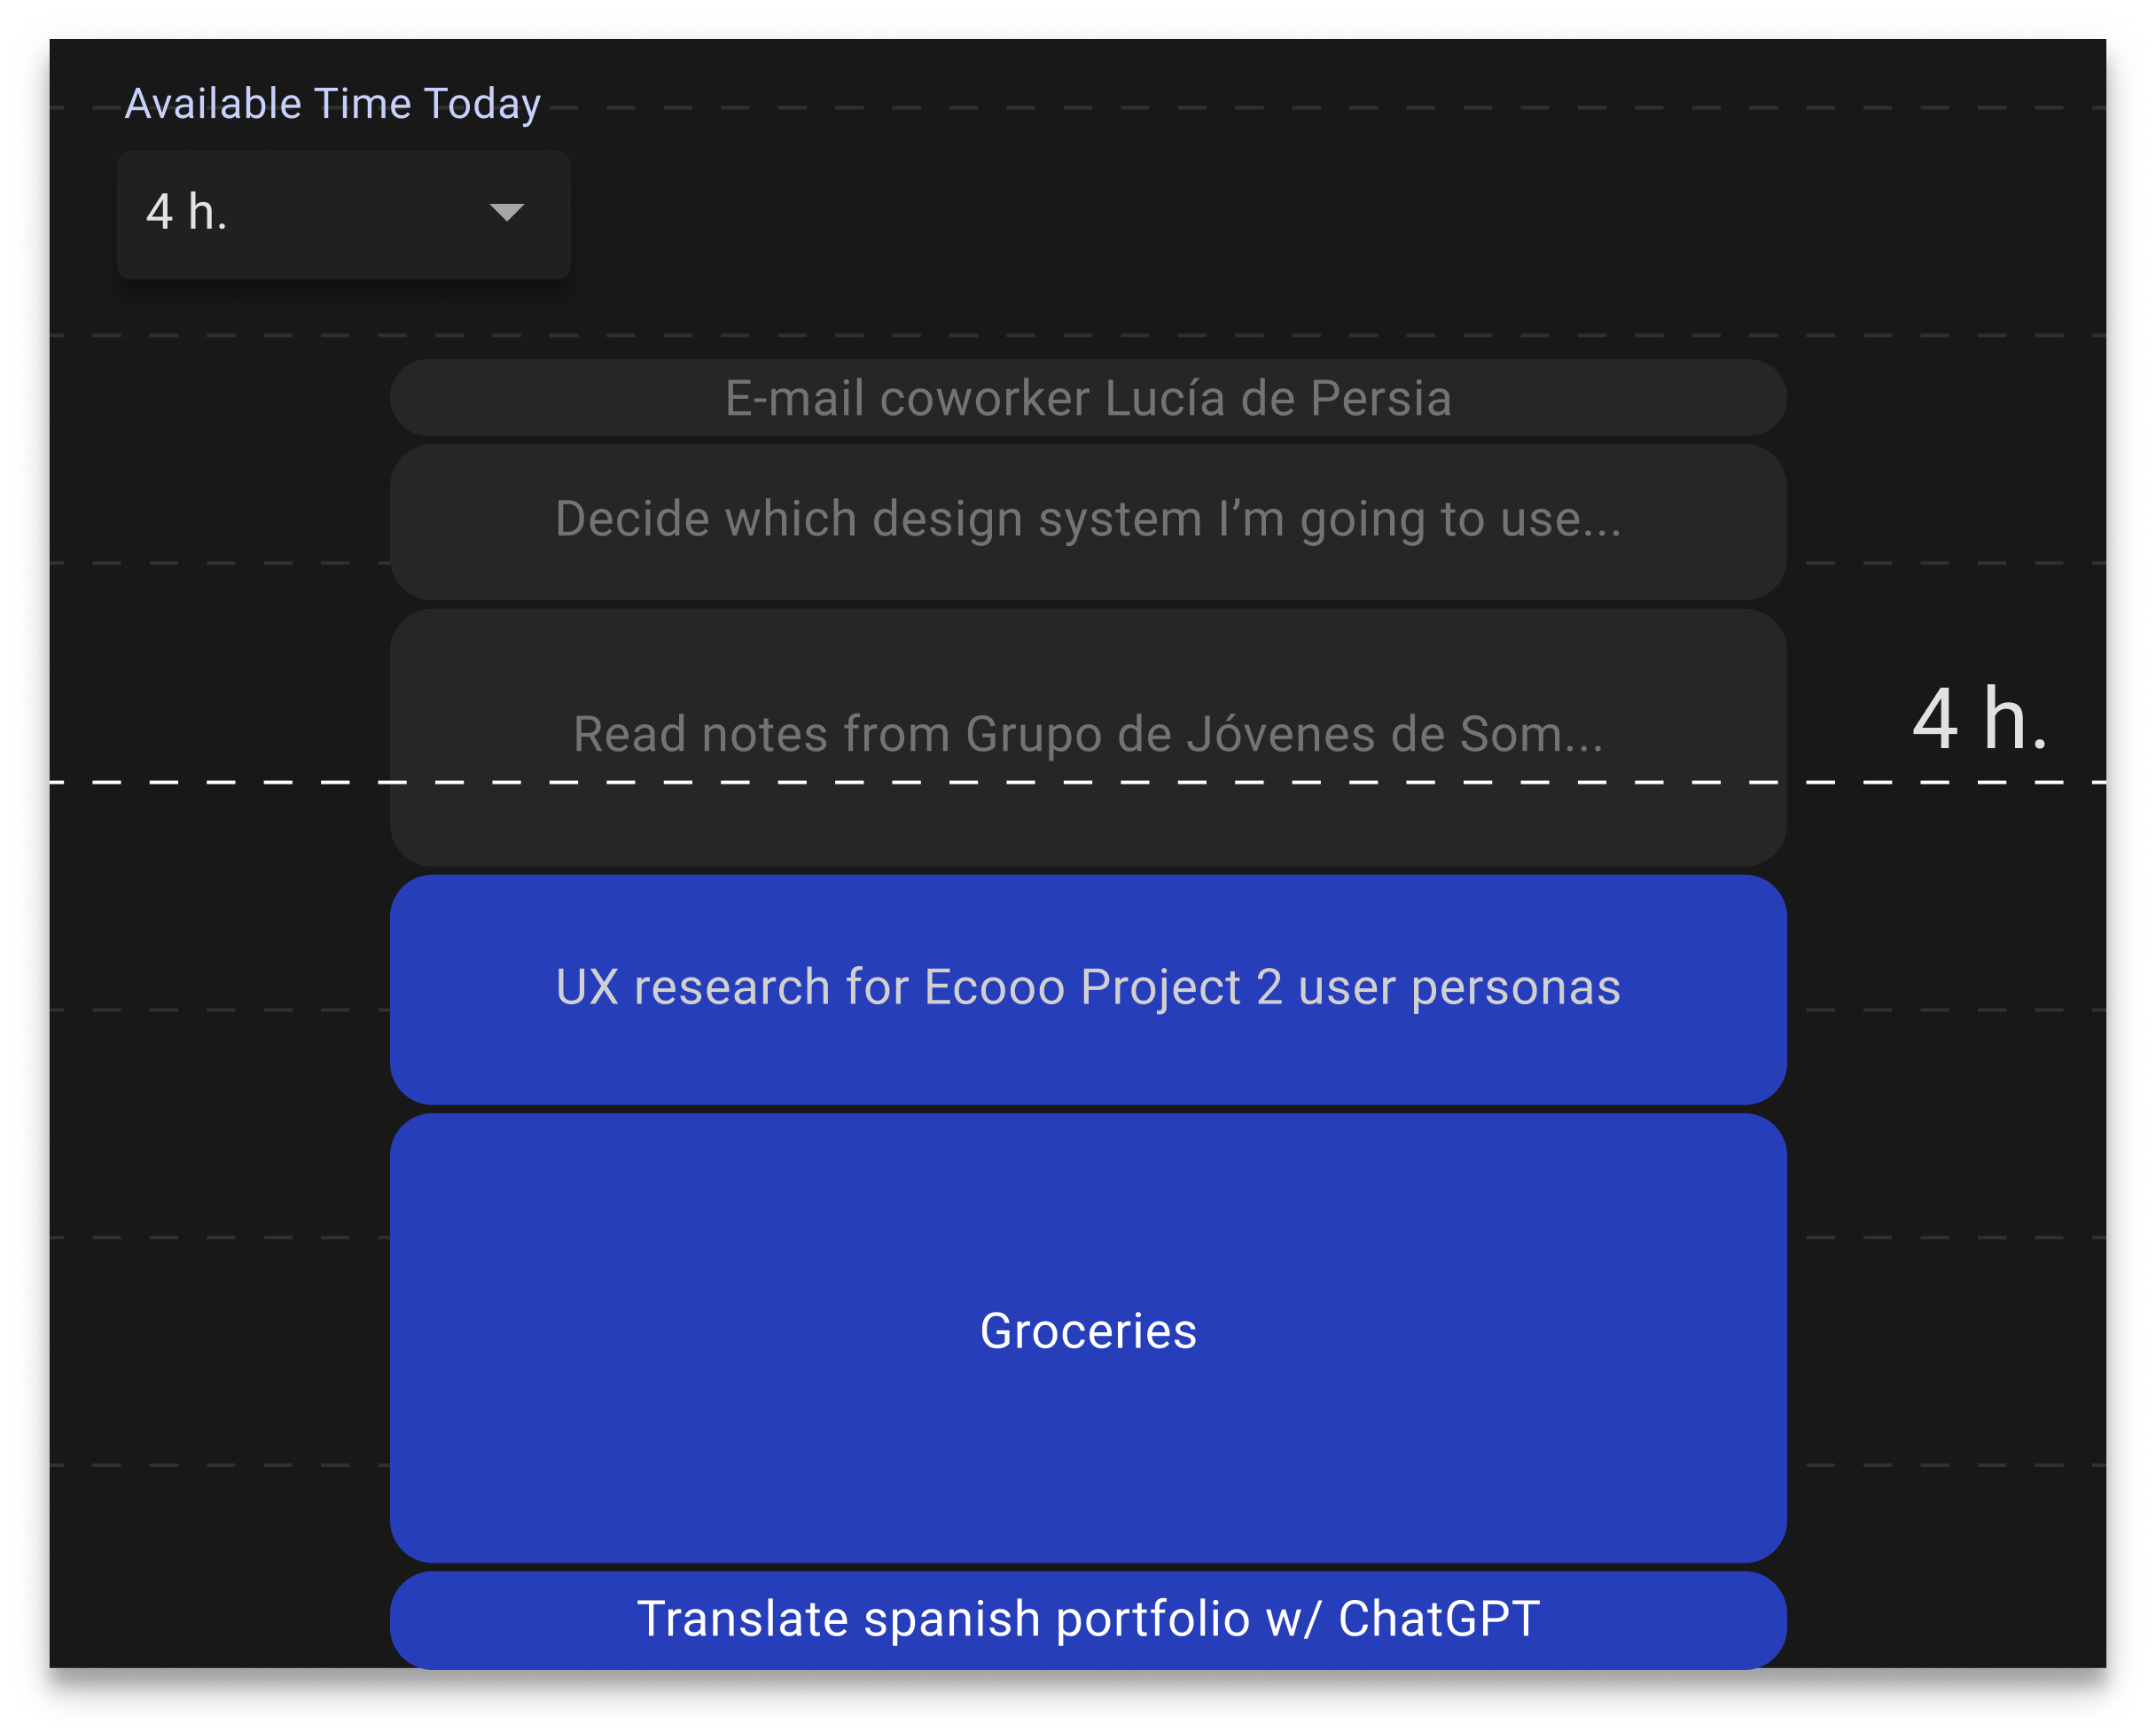 Available Time Today
4 h.
E-mail coworker Lucía de Persia
Decide which design system I’m going to use...
Read notes from Grupo de Jóvenes de Som...
4 h.
UX research for Ecooo Project 2 user personas
Groceries
Translate spanish portfolio w/ ChatGPT